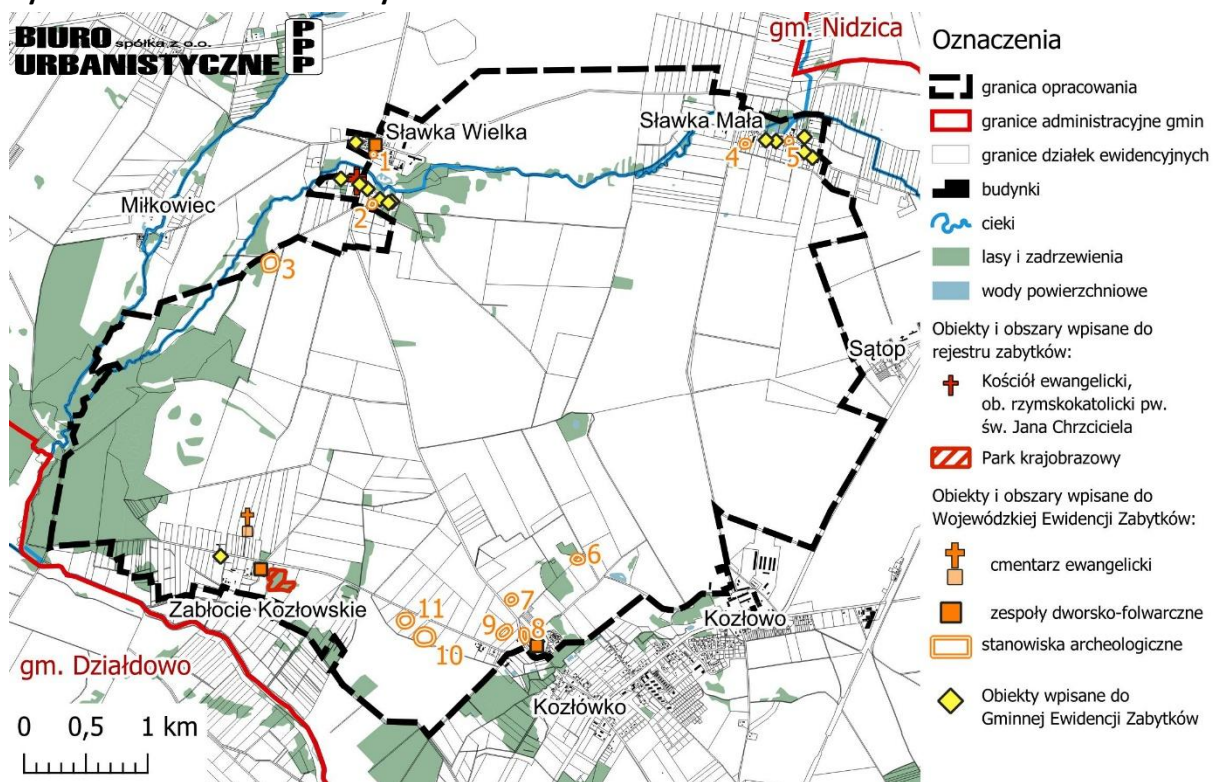 BIURO spółka z o.o.
URBANISTYCZNE
PPP
gm. Nidzica
Sławka Wielka
Sławka Mała
1
4
5
Miłkowiec
2
3
Sątop
6
7
Zabłocie Kozłowskie
11
9
8
10
Kozłowo
gm. Działdowo
Kozłówko
0 0,5 1 km
Oznaczenia
granica opracowania
granice administracyjne gmin
granice działek ewidencyjnych
budynki
cieki
lasy i zadrzewienia
wody powierzchniowe
Obiekty i obszary wpisane do
rejestru zabytków:
Kościół ewangelicki,
ob. rzymskokatolicki pw.
św. Jana Chrzciciela
Park krajobrazowy
Obiekty i obszary wpisane do
Wojewódzkiej Ewidencji Zabytków:
cmentarz ewangelicki
zespoły dworsko-folwarczne
stanowiska archeologiczne
Obiekty wpisane do
Gminnej Ewidencji Zabytków